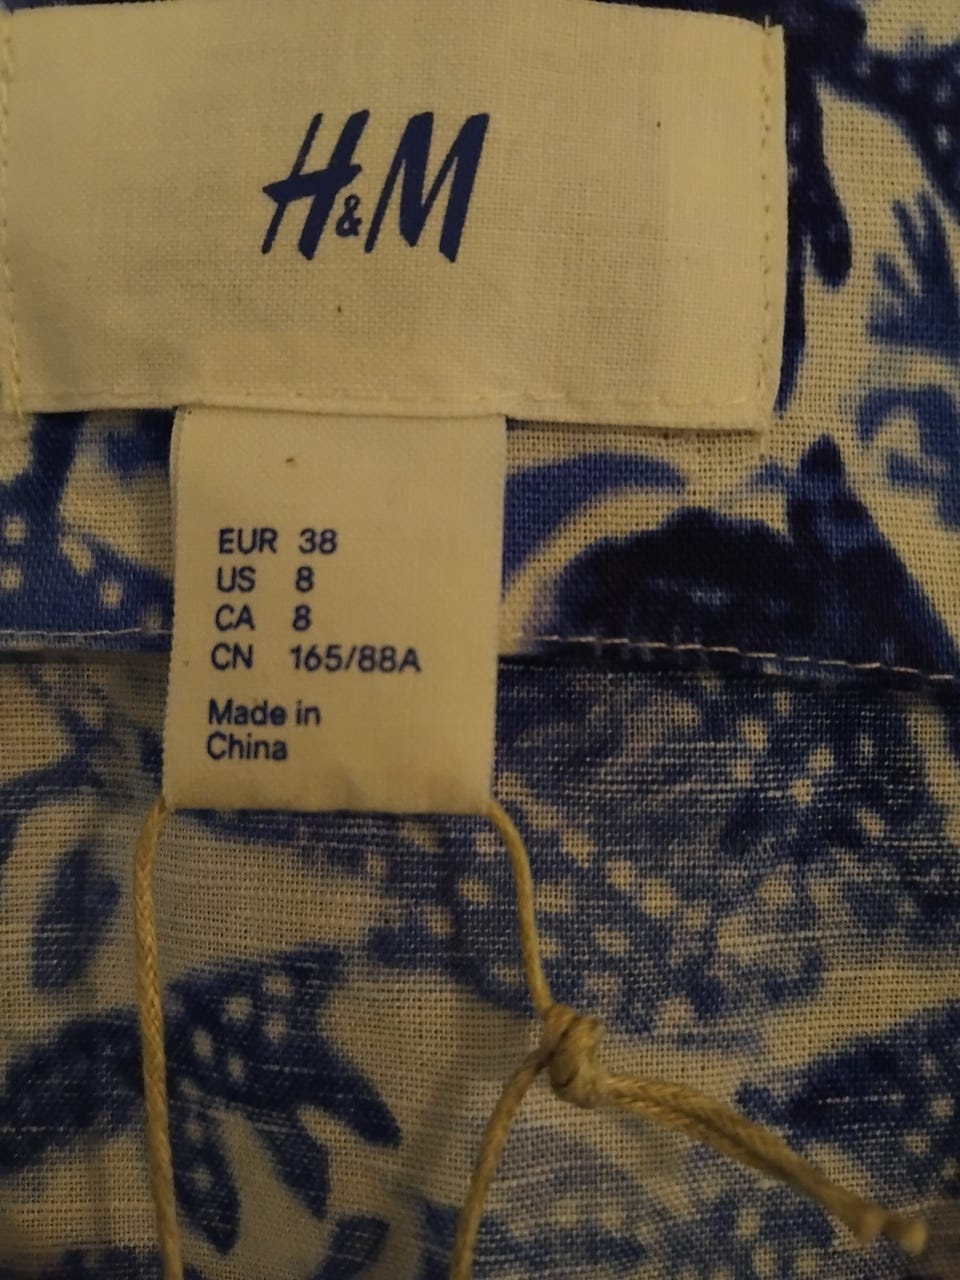 H&M
EUR 38
US 8
CA 8
CN 165/88A
Made in
China